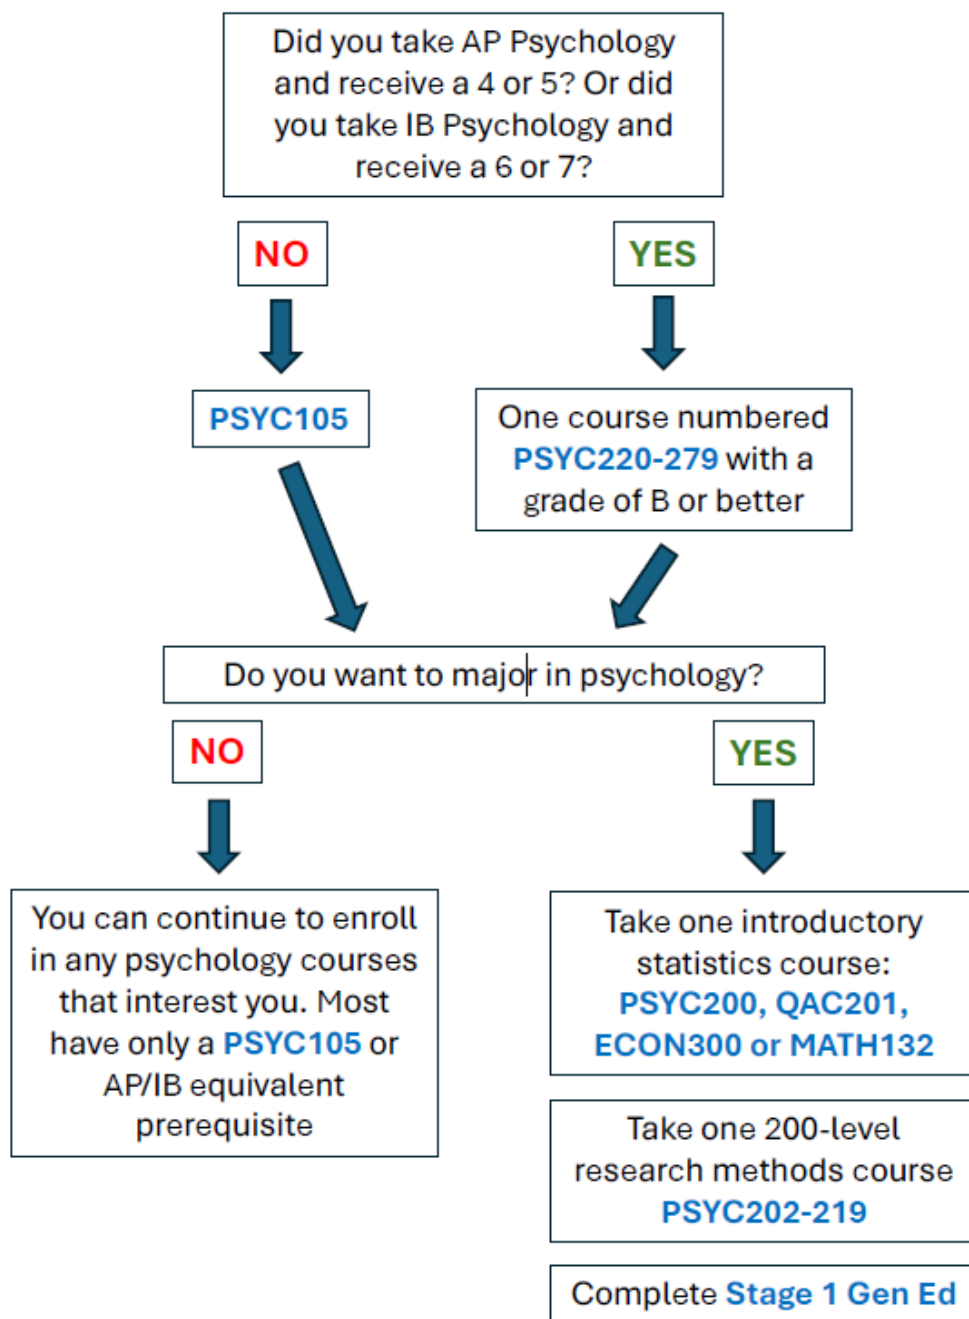 Did you take AP Psychology
and receive a 4 or 5? Or did
you take IB Psychology and
receive a 6 or 7?
NO
YES
PSYC105
One course numbered
PSYC220-279 with a
grade of B or better
Do you want to major in psychology?
NO
YES
You can continue to enroll
in any psychology courses
that interest you. Most
have only a PSYC105 or
AP/IB equivalent
prerequisite
Take one introductory
statistics course:
PSYC200, QAC201,
ECON300 or MATH132
Take one 200-level
research methods course
PSYC202-219
Complete Stage 1 Gen Ed